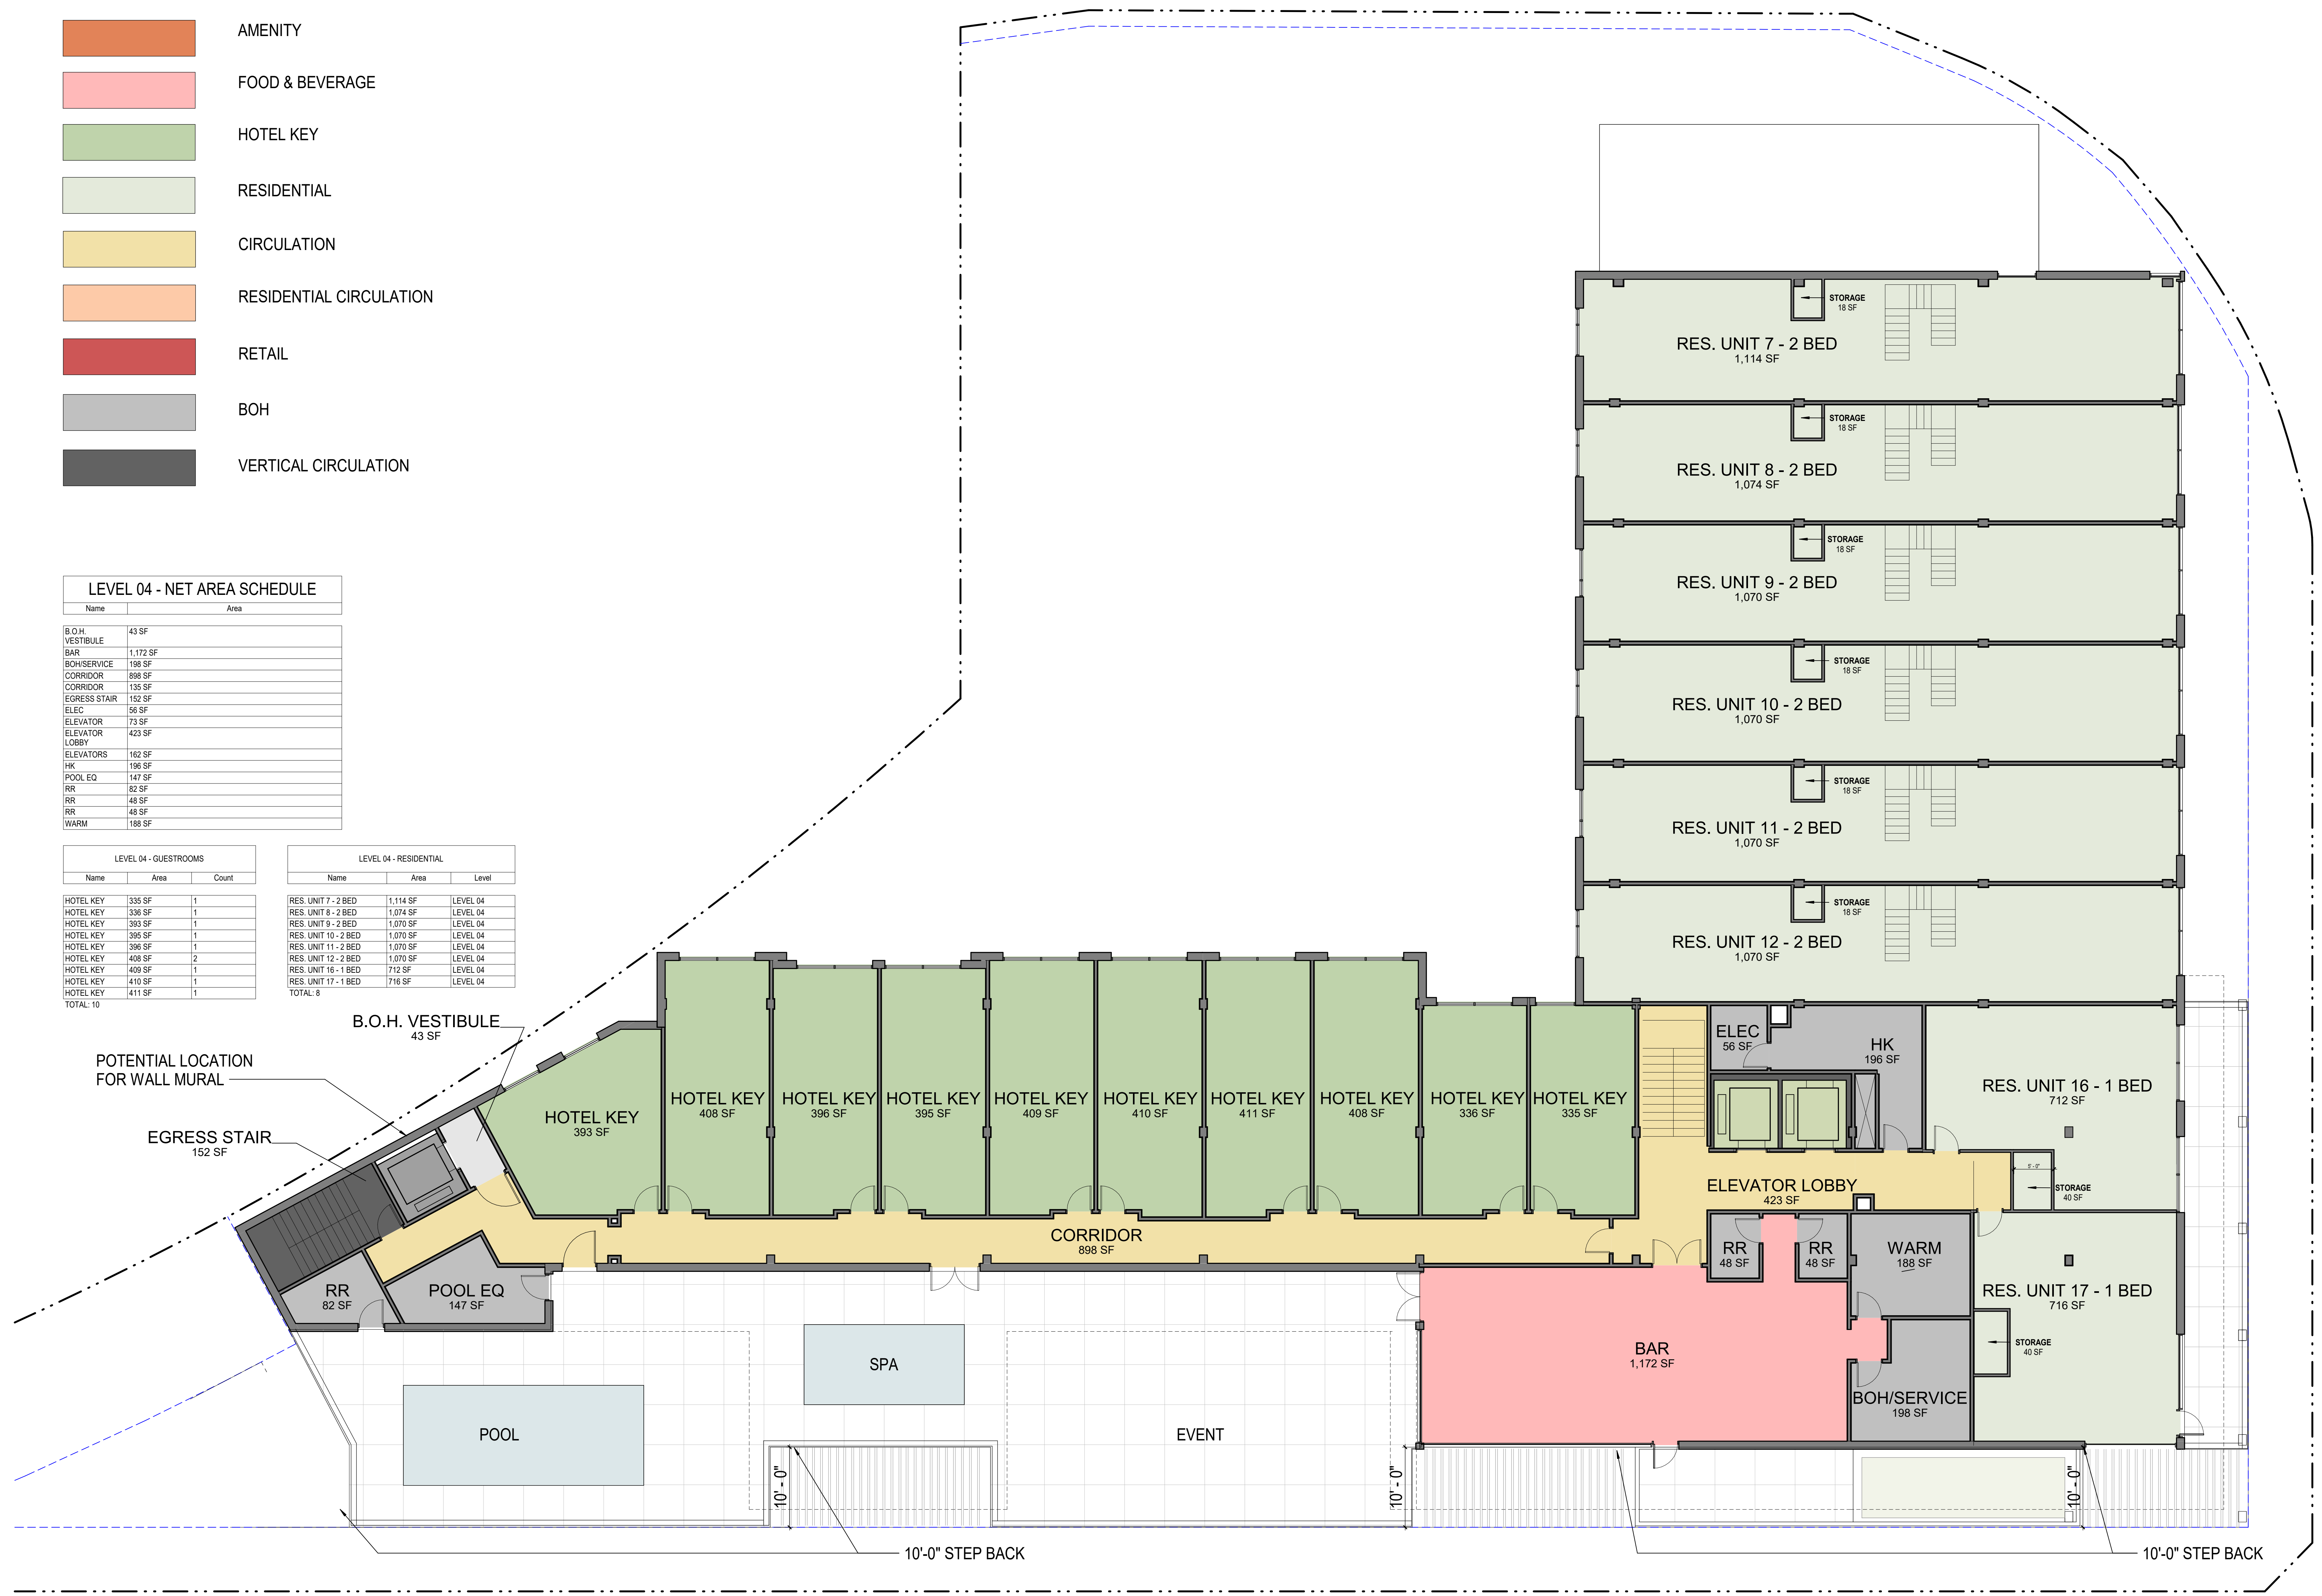 AMENITY
FOOD & BEVERAGE
HOTEL KEY
RESIDENTIAL
CIRCULATION
RESIDENTIAL CIRCULATION
RETAIL
BOH
VERTICAL CIRCULATION
LEVEL 04 - NET AREA SCHEDULE
Name Area
B.O.H. VESTIBULE 43 SF
BAR 1,172 SF
BOH/SERVICE 198 SF
CORRIDOR 898 SF
CORRIDOR 135 SF
EGRESS STAIR 152 SF
ELEC 56 SF
ELEVATOR 73 SF
ELEVATOR LOBBY 423 SF
ELEVATORS 162 SF
HK 196 SF
POOL EQ 147 SF
RR 82 SF
RR 48 SF
RR 48 SF
WARM 188 SF
LEVEL 04 - GUESTROOMS
Name Area Count
HOTEL KEY 335 SF 1
HOTEL KEY 336 SF 1
HOTEL KEY 393 SF 1
HOTEL KEY 395 SF 1
HOTEL KEY 396 SF 1
HOTEL KEY 408 SF 2
HOTEL KEY 409 SF 1
HOTEL KEY 410 SF 1
HOTEL KEY 411 SF 1
TOTAL: 10
LEVEL 04 - RESIDENTIAL
Name Area Level
RES. UNIT 7 - 2 BED 1,114 SF LEVEL 04
RES. UNIT 8 - 2 BED 1,074 SF LEVEL 04
RES. UNIT 9 - 2 BED 1,070 SF LEVEL 04
RES. UNIT 10 - 2 BED 1,070 SF LEVEL 04
RES. UNIT 11 - 2 BED 1,070 SF LEVEL 04
RES. UNIT 12 - 2 BED 1,070 SF LEVEL 04
RES. UNIT 16 - 1 BED 712 SF LEVEL 04
RES. UNIT 17 - 1 BED 716 SF LEVEL 04
TOTAL: 8
STORAGE
18 SF
RES. UNIT 7 - 2 BED
1,114 SF
STORAGE
18 SF
RES. UNIT 8 - 2 BED
1,074 SF
STORAGE
18 SF
RES. UNIT 9 - 2 BED
1,070 SF
STORAGE
18 SF
RES. UNIT 10 - 2 BED
1,070 SF
STORAGE
18 SF
RES. UNIT 11 - 2 BED
1,070 SF
STORAGE
18 SF
RES. UNIT 12 - 2 BED
1,070 SF
B.O.H. VESTIBULE
43 SF
POTENTIAL LOCATION
FOR WALL MURAL
EGRESS STAIR
152 SF
HOTEL KEY
393 SF
HOTEL KEY
408 SF
HOTEL KEY
396 SF
HOTEL KEY
395 SF
HOTEL KEY
409 SF
HOTEL KEY
410 SF
HOTEL KEY
411 SF
HOTEL KEY
408 SF
HOTEL KEY
336 SF
HOTEL KEY
335 SF
ELEC
56 SF
HK
196 SF
RES. UNIT 16 - 1 BED
712 SF
5' - 0"
STORAGE
40 SF
ELEVATOR LOBBY
423 SF
CORRIDOR
898 SF
RR
48 SF
RR
48 SF
WARM
188 SF
RES. UNIT 17 - 1 BED
716 SF
STORAGE
40 SF
RR
82 SF
POOL EQ
147 SF
BAR
1,172 SF
BOH/SERVICE
198 SF
SPA
POOL
EVENT
10' - 0"
10' - 0"
10' - 0"
10'-0" STEP BACK
10'-0" STEP BACK